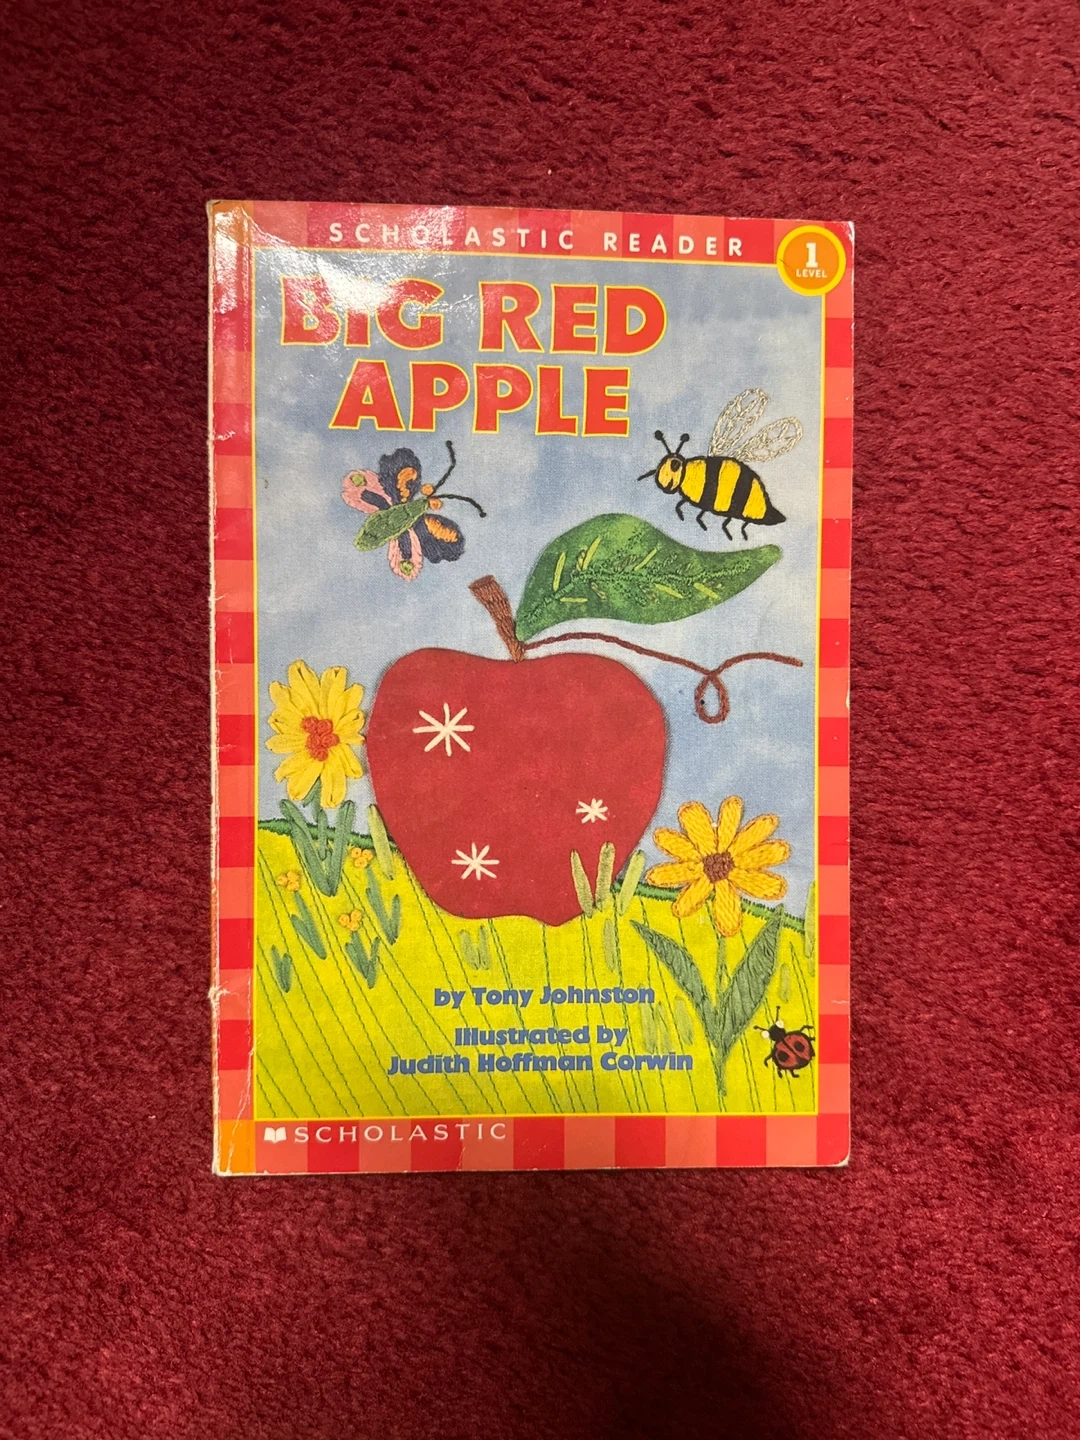 SCHOLASTIC READER
1
LEVEL
BIG RED
APPLE
by Tony Johnston
Illustrated by
Judith Hoffman Corwin
SCHOLASTIC